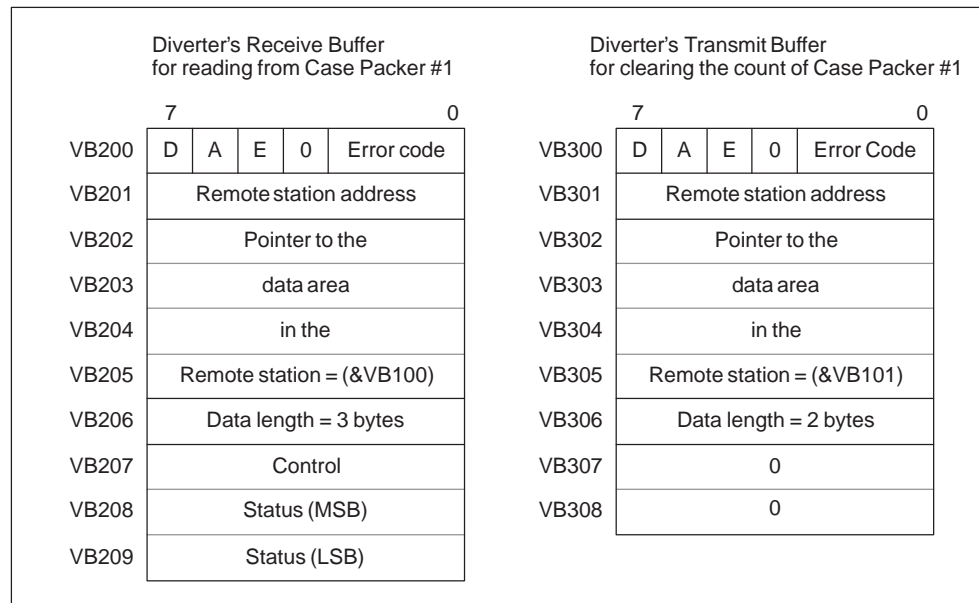 Diverter's Receive Buffer
for reading from Case Packer #1
7 0
VB200 D A E 0 Error code
VB201 Remote station address
VB202 Pointer to the
VB203 data area
VB204 in the
VB205 Remote station = (&VB100)
VB206 Data length = 3 bytes
VB207 Control
VB208 Status (MSB)
VB209 Status (LSB)
Diverter's Transmit Buffer
for clearing the count of Case Packer #1
7 0
VB300 D A E 0 Error Code
VB301 Remote station address
VB302 Pointer to the
VB303 data area
VB304 in the
VB305 Remote station = (&VB101)
VB306 Data length = 2 bytes
VB307 0
VB308 0